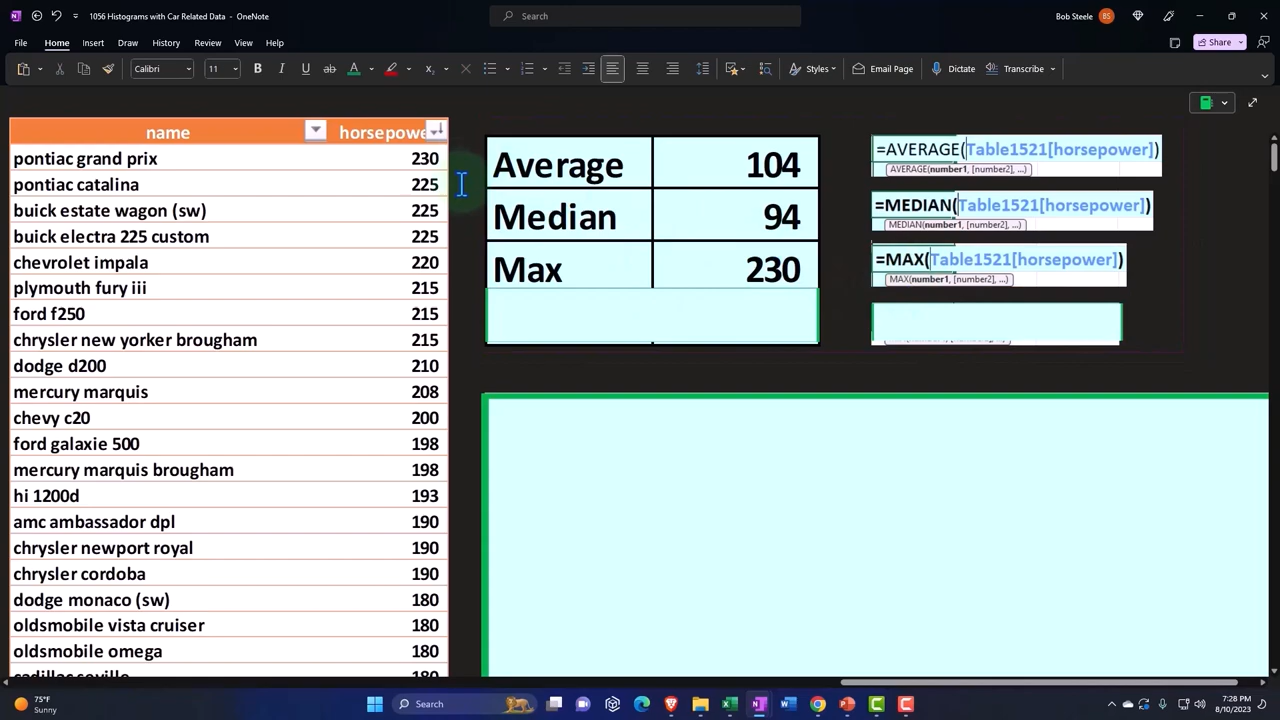 1056 Histograms with Car Related Data - OneNote
Search
Bob Steele
BS
File Home Insert Draw History Review View Help
Share
Calibri 11 B I U ab A Styles Email Page Dictate Transcribe
name horsepowe
pontiac grand prix 230
pontiac catalina 225
buick estate wagon (sw) 225
buick electra 225 custom 225
chevrolet impala 220
plymouth fury iii 215
ford f250 215
chrysler new yorker brougham 215
dodge d200 210
mercury marquis 208
chevy c20 200
ford galaxie 500 198
mercury marquis brougham 198
hi 1200d 193
amc ambassador dpl 190
chrysler newport royal 190
chrysler cordoba 190
dodge monaco (sw) 180
oldsmobile vista cruiser 180
oldsmobile omega 180
cadillac seville 180
Average 104
Median 94
Max 230
=AVERAGE(Table1521[horsepower])
AVERAGE(number1, [number2], ...)
=MEDIAN(Table1521[horsepower])
MEDIAN(number1, [number2], ...)
=MAX(Table1521[horsepower])
MAX(number1, [number2], ...)
75°F
Sunny
Search
7:28 PM
8/10/2023